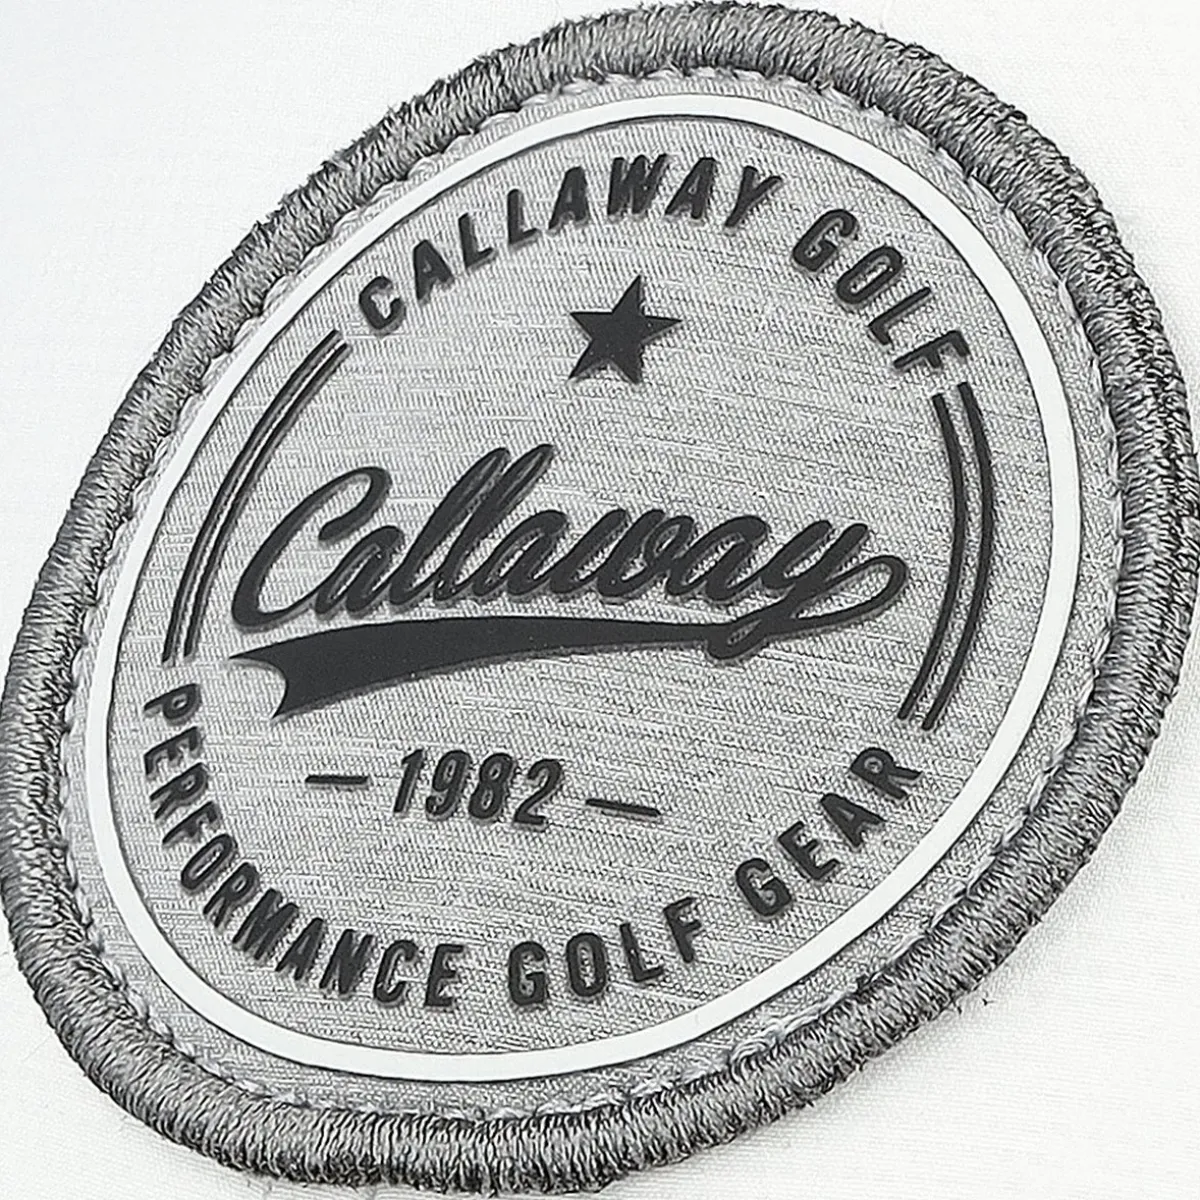 CALLAWAY GOLF
Callaway
— 1982 —
PERFORMANCE GOLF GEAR